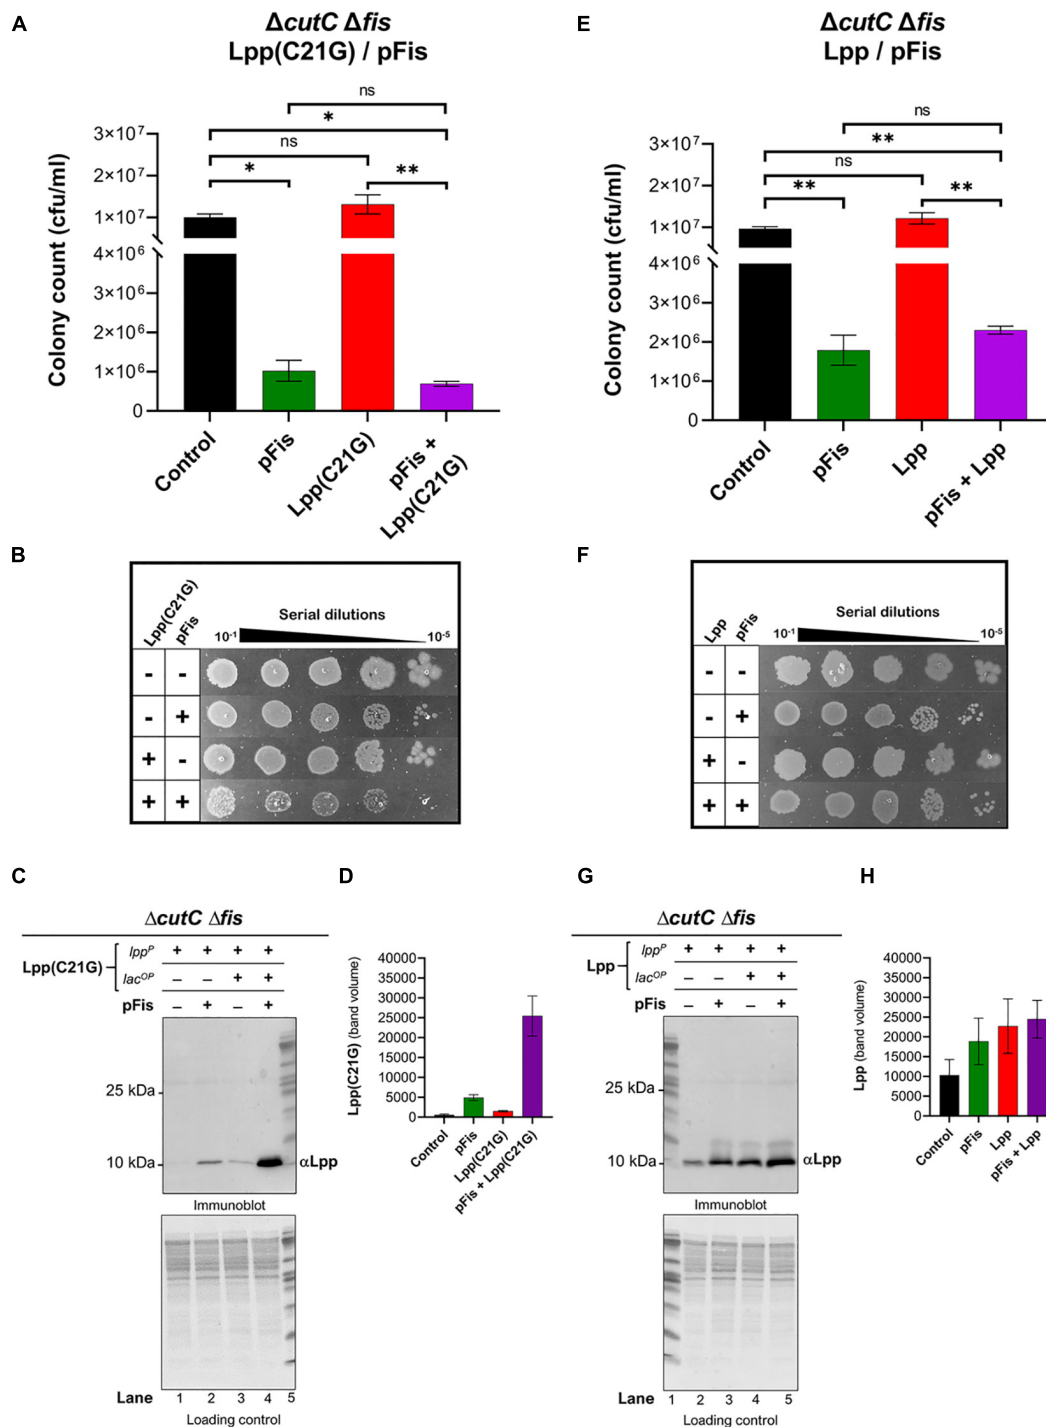 A
ΔcutC Δfis
Lpp(C21G) / pFis
ns
*
ns
*
**
3×10⁷
2×10⁷
1×10⁷
4×10⁶
3×10⁶
2×10⁶
1×10⁶
0
Colony count (cfu/ml)
Control
pFis
Lpp(C21G)
pFis +
Lpp(C21G)
E
ΔcutC Δfis
Lpp / pFis
ns
**
ns
**
**
3×10⁷
2×10⁷
1×10⁷
4×10⁶
3×10⁶
2×10⁶
1×10⁶
0
Colony count (cfu/ml)
Control
pFis
Lpp
pFis + Lpp
B
Lpp(C21G)
pFis
Serial dilutions
10⁻¹
10⁻⁵
- -
- +
+ -
+ +
F
Lpp
pFis
Serial dilutions
10⁻¹
10⁻⁵
- -
- +
+ -
+ +
C
ΔcutC Δfis
Lpp(C21G)
lppᴾ + + + +
lacᴼᴾ – – + +
pFis – + – +
25 kDa
10 kDa
αLpp
Immunoblot
Lane 1 2 3 4 5
Loading control
D
Lpp(C21G) (band volume)
40000
35000
30000
25000
20000
15000
10000
5000
0
Control
pFis
Lpp(C21G)
pFis + Lpp(C21G)
G
ΔcutC Δfis
Lpp
lppᴾ + + + +
lacᴼᴾ – – + +
pFis – + – +
25 kDa
10 kDa
αLpp
Immunoblot
Lane 1 2 3 4 5
Loading control
H
Lpp (band volume)
40000
35000
30000
25000
20000
15000
10000
5000
0
Control
pFis
Lpp
pFis + Lpp